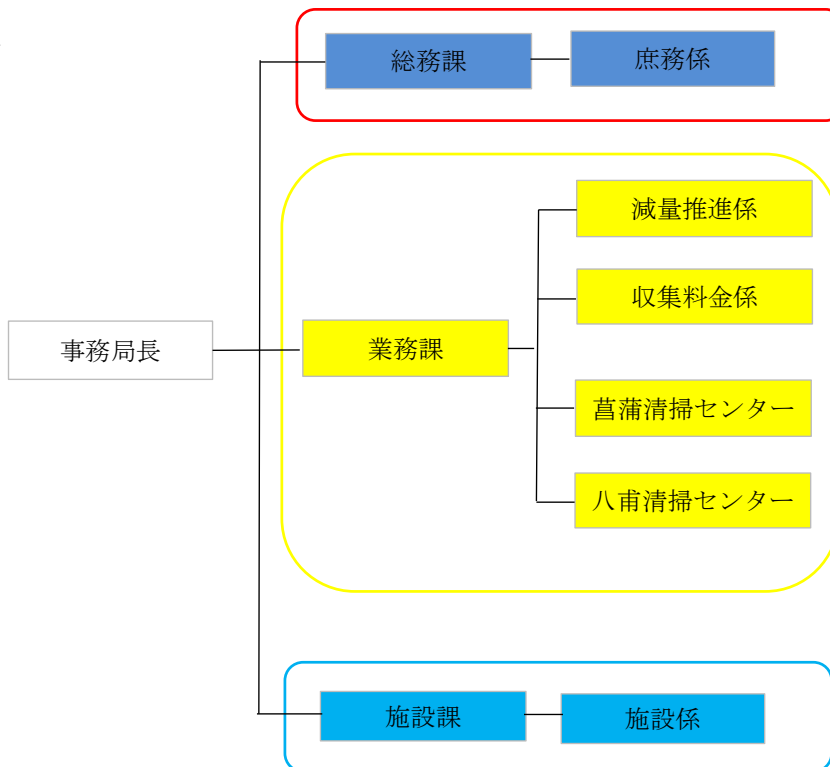 総務課
庶務係
減量推進係
収集料金係
事務局長
業務課
菖蒲清掃センター
八甫清掃センター
施設課
施設係